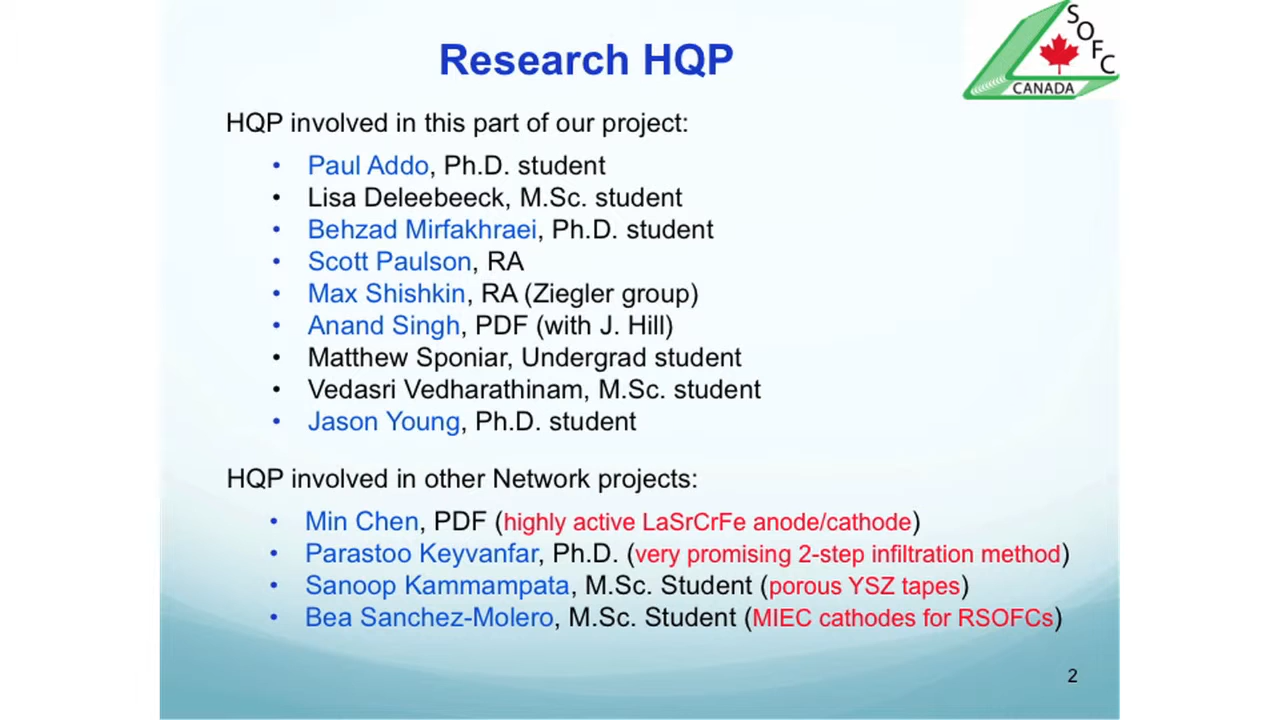 Research HQP
SOFC
CANADA
HQP involved in this part of our project:
• Paul Addo, Ph.D. student
• Lisa Deleebeeck, M.Sc. student
• Behzad Mirfakhraei, Ph.D. student
• Scott Paulson, RA
• Max Shishkin, RA (Ziegler group)
• Anand Singh, PDF (with J. Hill)
• Matthew Sponiar, Undergrad student
• Vedasri Vedharathinam, M.Sc. student
• Jason Young, Ph.D. student
HQP involved in other Network projects:
• Min Chen, PDF (highly active LaSrCrFe anode/cathode)
• Parastoo Keyvanfar, Ph.D. (very promising 2-step infiltration method)
• Sanoop Kammampata, M.Sc. Student (porous YSZ tapes)
• Bea Sanchez-Molero, M.Sc. Student (MIEC cathodes for RSOFCs)
2